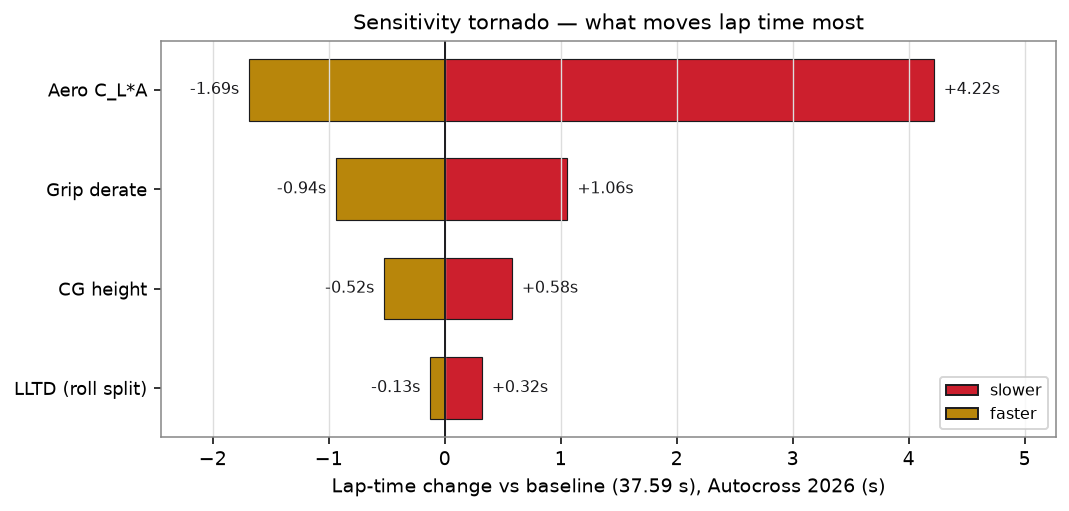 Sensitivity tornado — what moves lap time most
Aero C_L*A
-1.69s
+4.22s
Grip derate
-0.94s
+1.06s
CG height
-0.52s
+0.58s
LLTD (roll split)
-0.13s
+0.32s
slower
faster
−2
−1
0
1
2
3
4
5
Lap-time change vs baseline (37.59 s), Autocross 2026 (s)